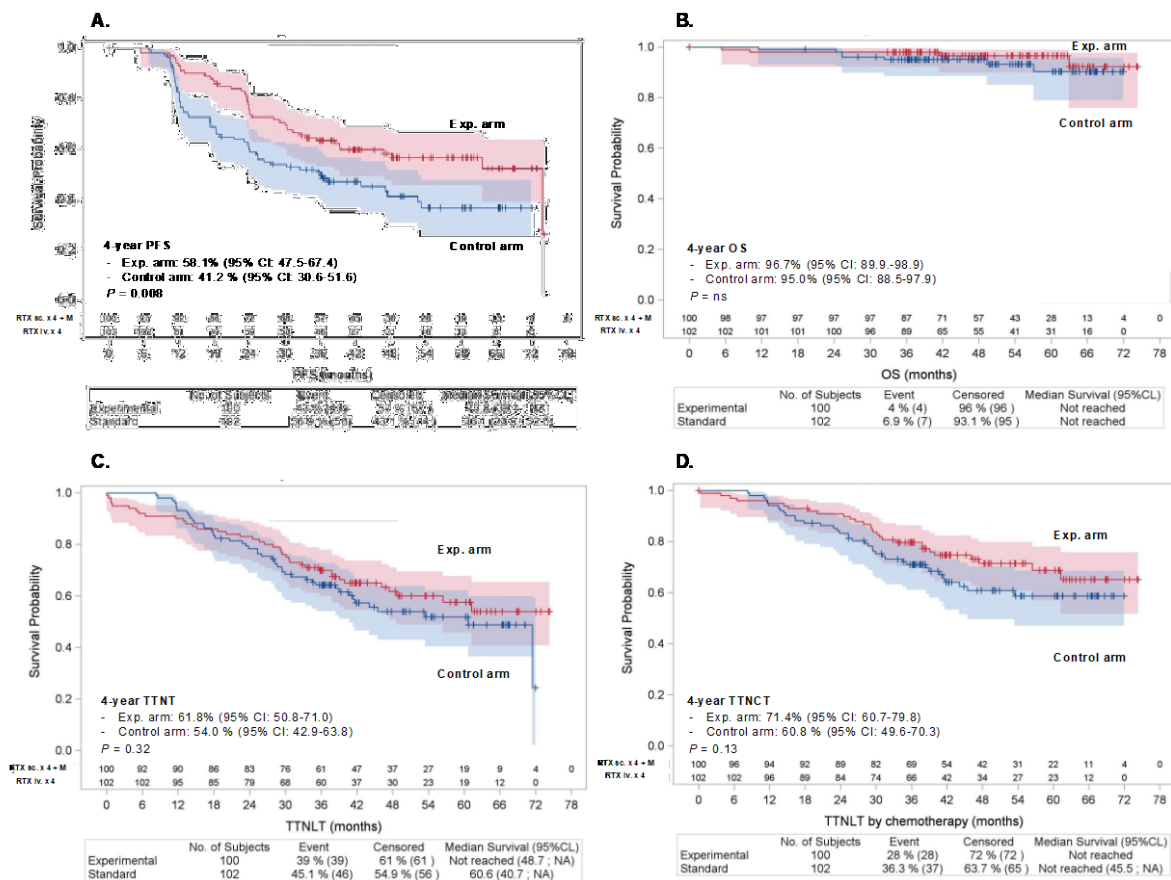 A.
Exp. arm
Control arm
4-year PFS
- Exp. arm: 58.1% (95% CI: 47.5-67.4)
- Control arm: 41.2 % (95% CI: 30.6-51.6)
P = 0.008
RTX sc. x 4 + M
RTX iv. x 4
PFS (months)
No. of Subjects Event Censored
Experimental
Standard
B.
Survival Probability
1.0
0.8
0.6
0.4
0.2
0.0
Exp. arm
Control arm
4-year OS
- Exp. arm: 96.7% (95% CI: 89.9.-98.9)
- Control arm: 95.0% (95% CI: 88.5-97.9)
P = ns
RTX sc. x 4 + M 100 98 97 97 97 97 87 71 57 43 28 13 4 0
RTX iv. x 4 102 102 101 101 100 96 89 65 55 41 31 16 0
0 6 12 18 24 30 36 42 48 54 60 66 72 78
OS (months)
No. of Subjects Event Censored Median Survival (95%CL)
Experimental 100 4 % (4) 96 % (96 ) Not reached
Standard 102 6.9 % (7) 93.1 % (95 ) Not reached
C.
Survival Probability
1.0
0.8
0.6
0.4
0.2
0.0
Exp. arm
Control arm
4-year TTNT
- Exp. arm: 61.8% (95% CI: 50.8-71.0)
- Control arm: 54.0 % (95% CI: 42.9-63.8)
P = 0.32
RTX sc. x 4 + M 100 92 90 86 83 76 61 47 37 27 19 9 4 0
RTX iv. x 4 102 102 95 85 79 68 60 37 30 23 19 12 0
0 6 12 18 24 30 36 42 48 54 60 66 72 78
TTNLT (months)
No. of Subjects Event Censored Median Survival (95%CL)
Experimental 100 39 % (39) 61 % (61 ) Not reached (48.7 ; NA)
Standard 102 45.1 % (46) 54.9 % (56 ) 60.6 (40.7 ; NA)
D.
Survival Probability
1.0
0.8
0.6
0.4
0.2
0.0
Exp. arm
Control arm
4-year TTNCT
- Exp. arm: 71.4% (95% CI: 60.7-79.8)
- Control arm: 60.8 % (95% CI: 49.6-70.3)
P = 0.13
RTX sc. x 4 + M 100 96 94 92 89 82 69 54 42 31 22 11 4 0
RTX iv. x 4 102 102 96 89 84 74 66 42 34 27 23 12 0
0 6 12 18 24 30 36 42 48 54 60 66 72 78
TTNLT by chemotherapy (months)
No. of Subjects Event Censored Median Survival (95%CL)
Experimental 100 28 % (28) 72 % (72 ) Not reached
Standard 102 36.3 % (37) 63.7 % (65 ) Not reached (45.5 ; NA)